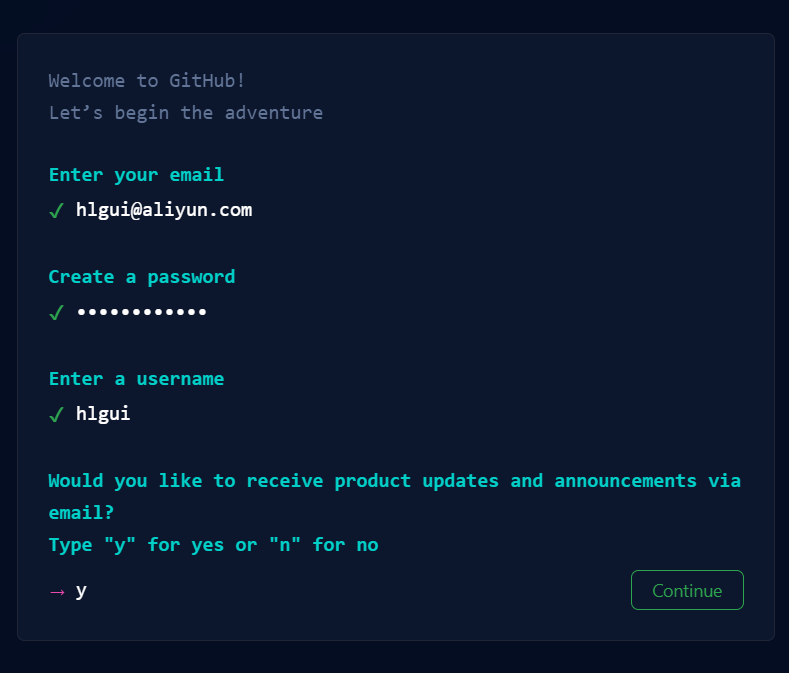 Welcome to GitHub!
Let’s begin the adventure
Enter your email
✓ hlgui@aliyun.com
Create a password
✓ ••••••••••••
Enter a username
✓ hlgui
Would you like to receive product updates and announcements via
email?
Type "y" for yes or "n" for no
→ y
Continue